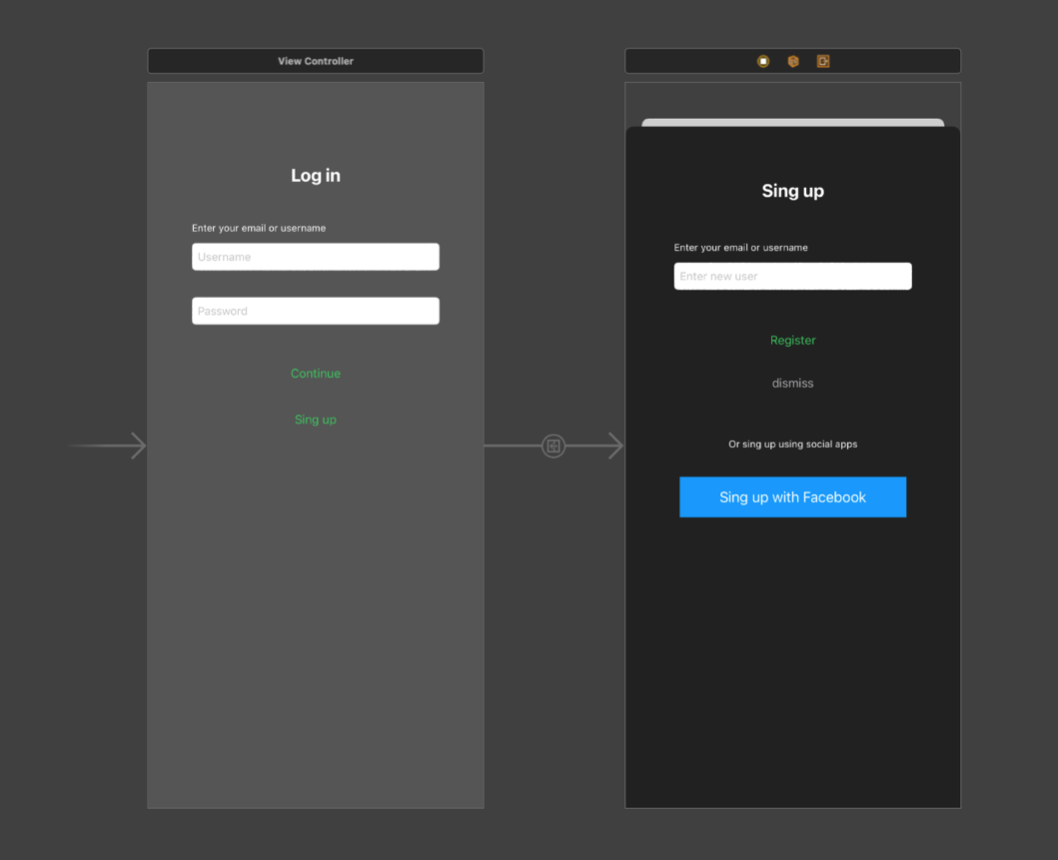 View Controller
Log in
Enter your email or username
Username
Password
Continue
Sing up
Sing up
Enter your email or username
Enter new user
Register
dismiss
Or sing up using social apps
Sing up with Facebook